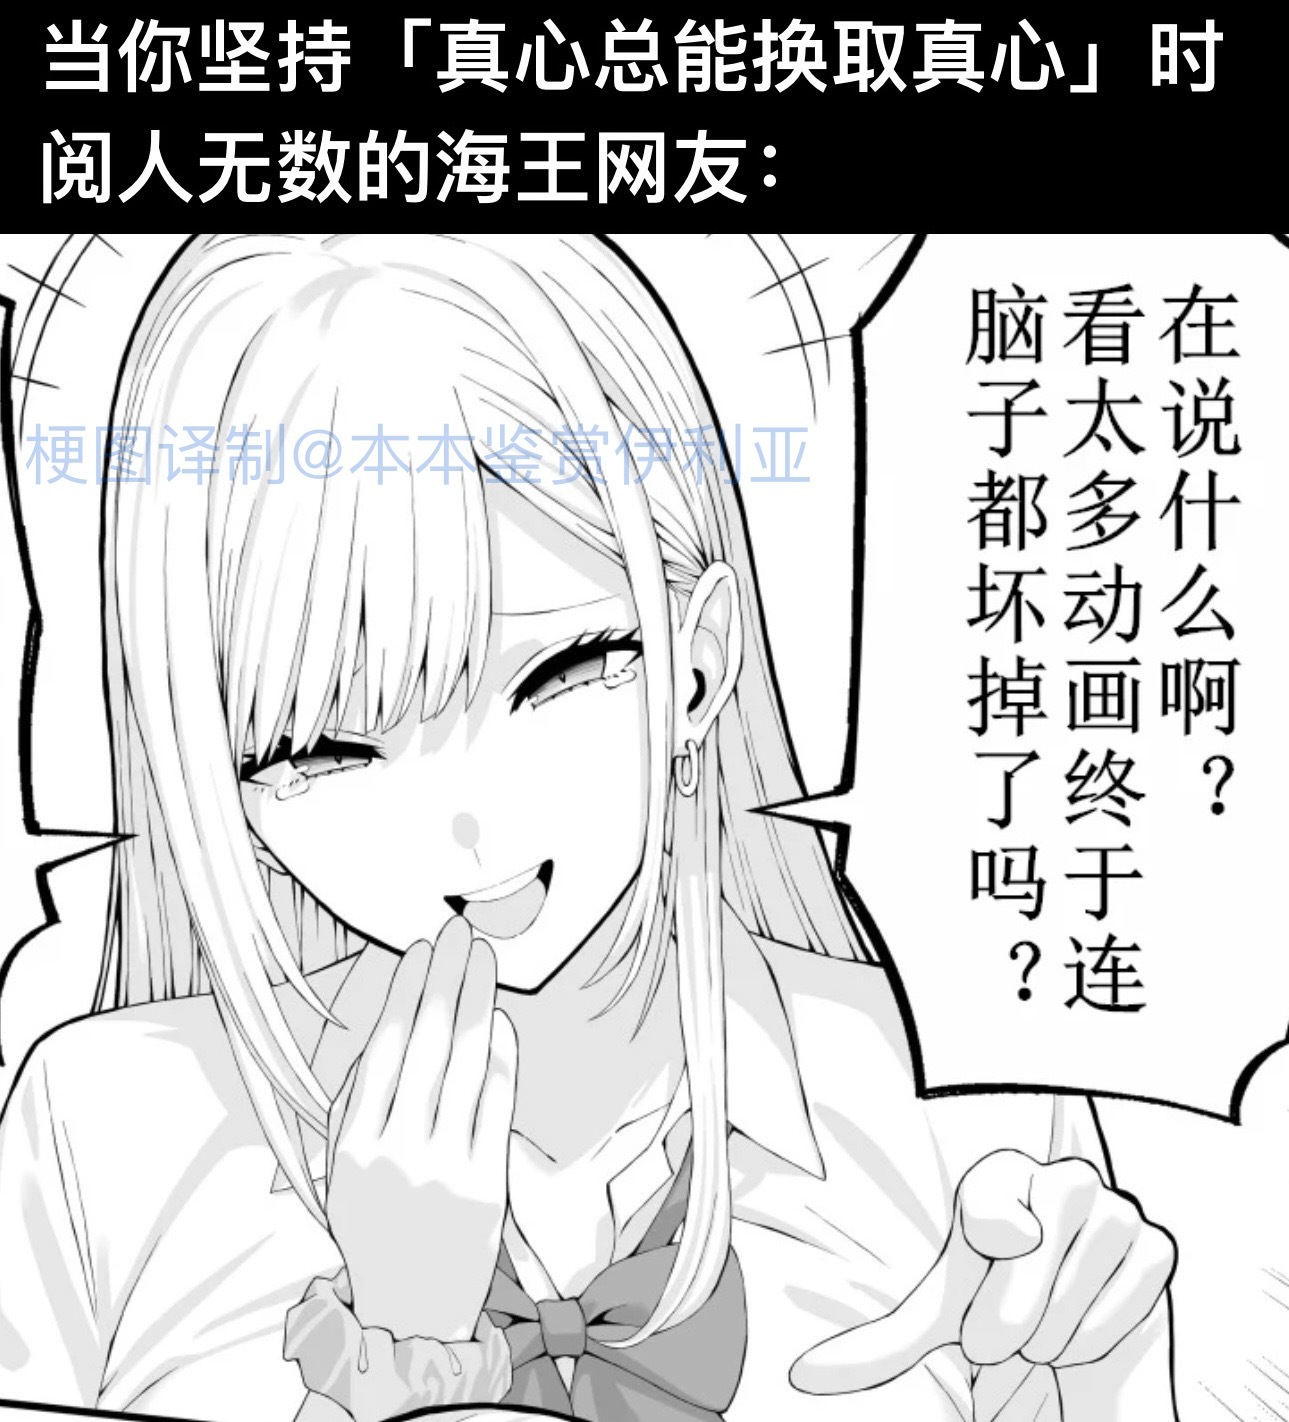 当你坚持「真心总能换取真心」时
阅人无数的海王网友：
在说什么啊？
看太多动画终于连
脑子都坏掉了吗？
梗图译制@本本鉴赏伊利亚